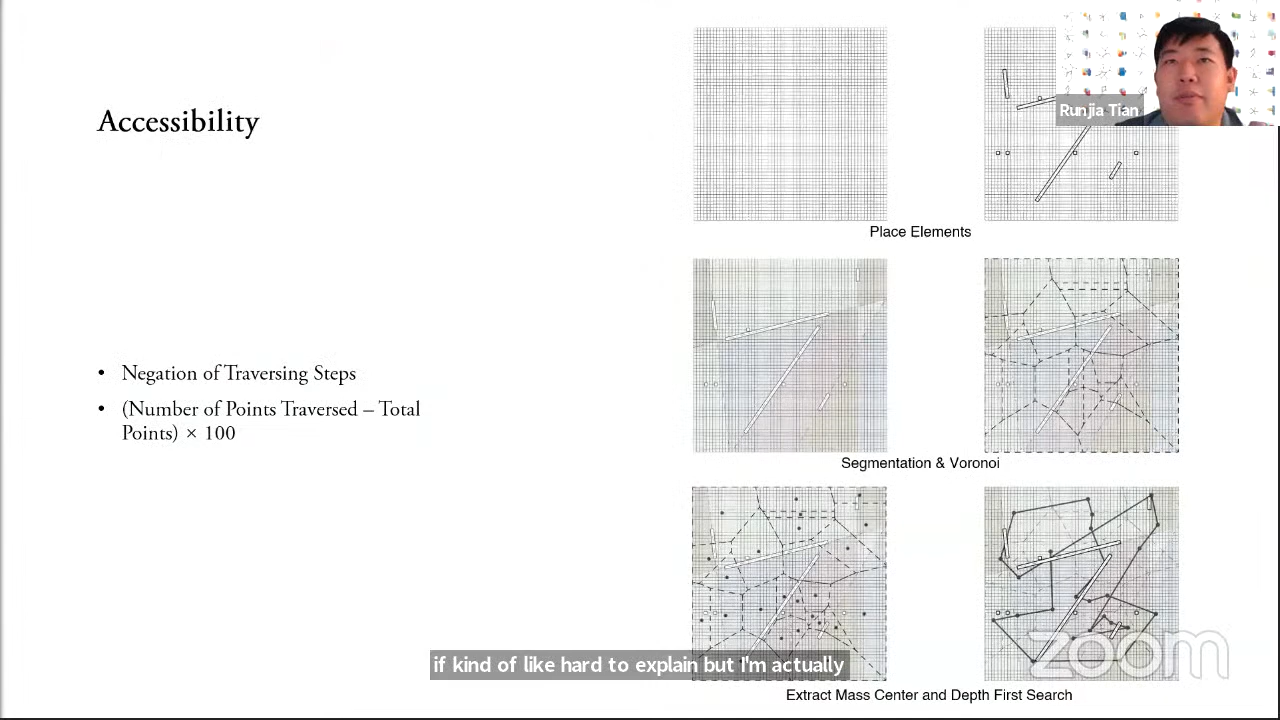 Accessibility
Runjia Tian
Place Elements
• Negation of Traversing Steps
• (Number of Points Traversed – Total
Points) × 100
Segmentation & Voronoi
zoom
if kind of like hard to explain but I'm actually
Extract Mass Center and Depth First Search